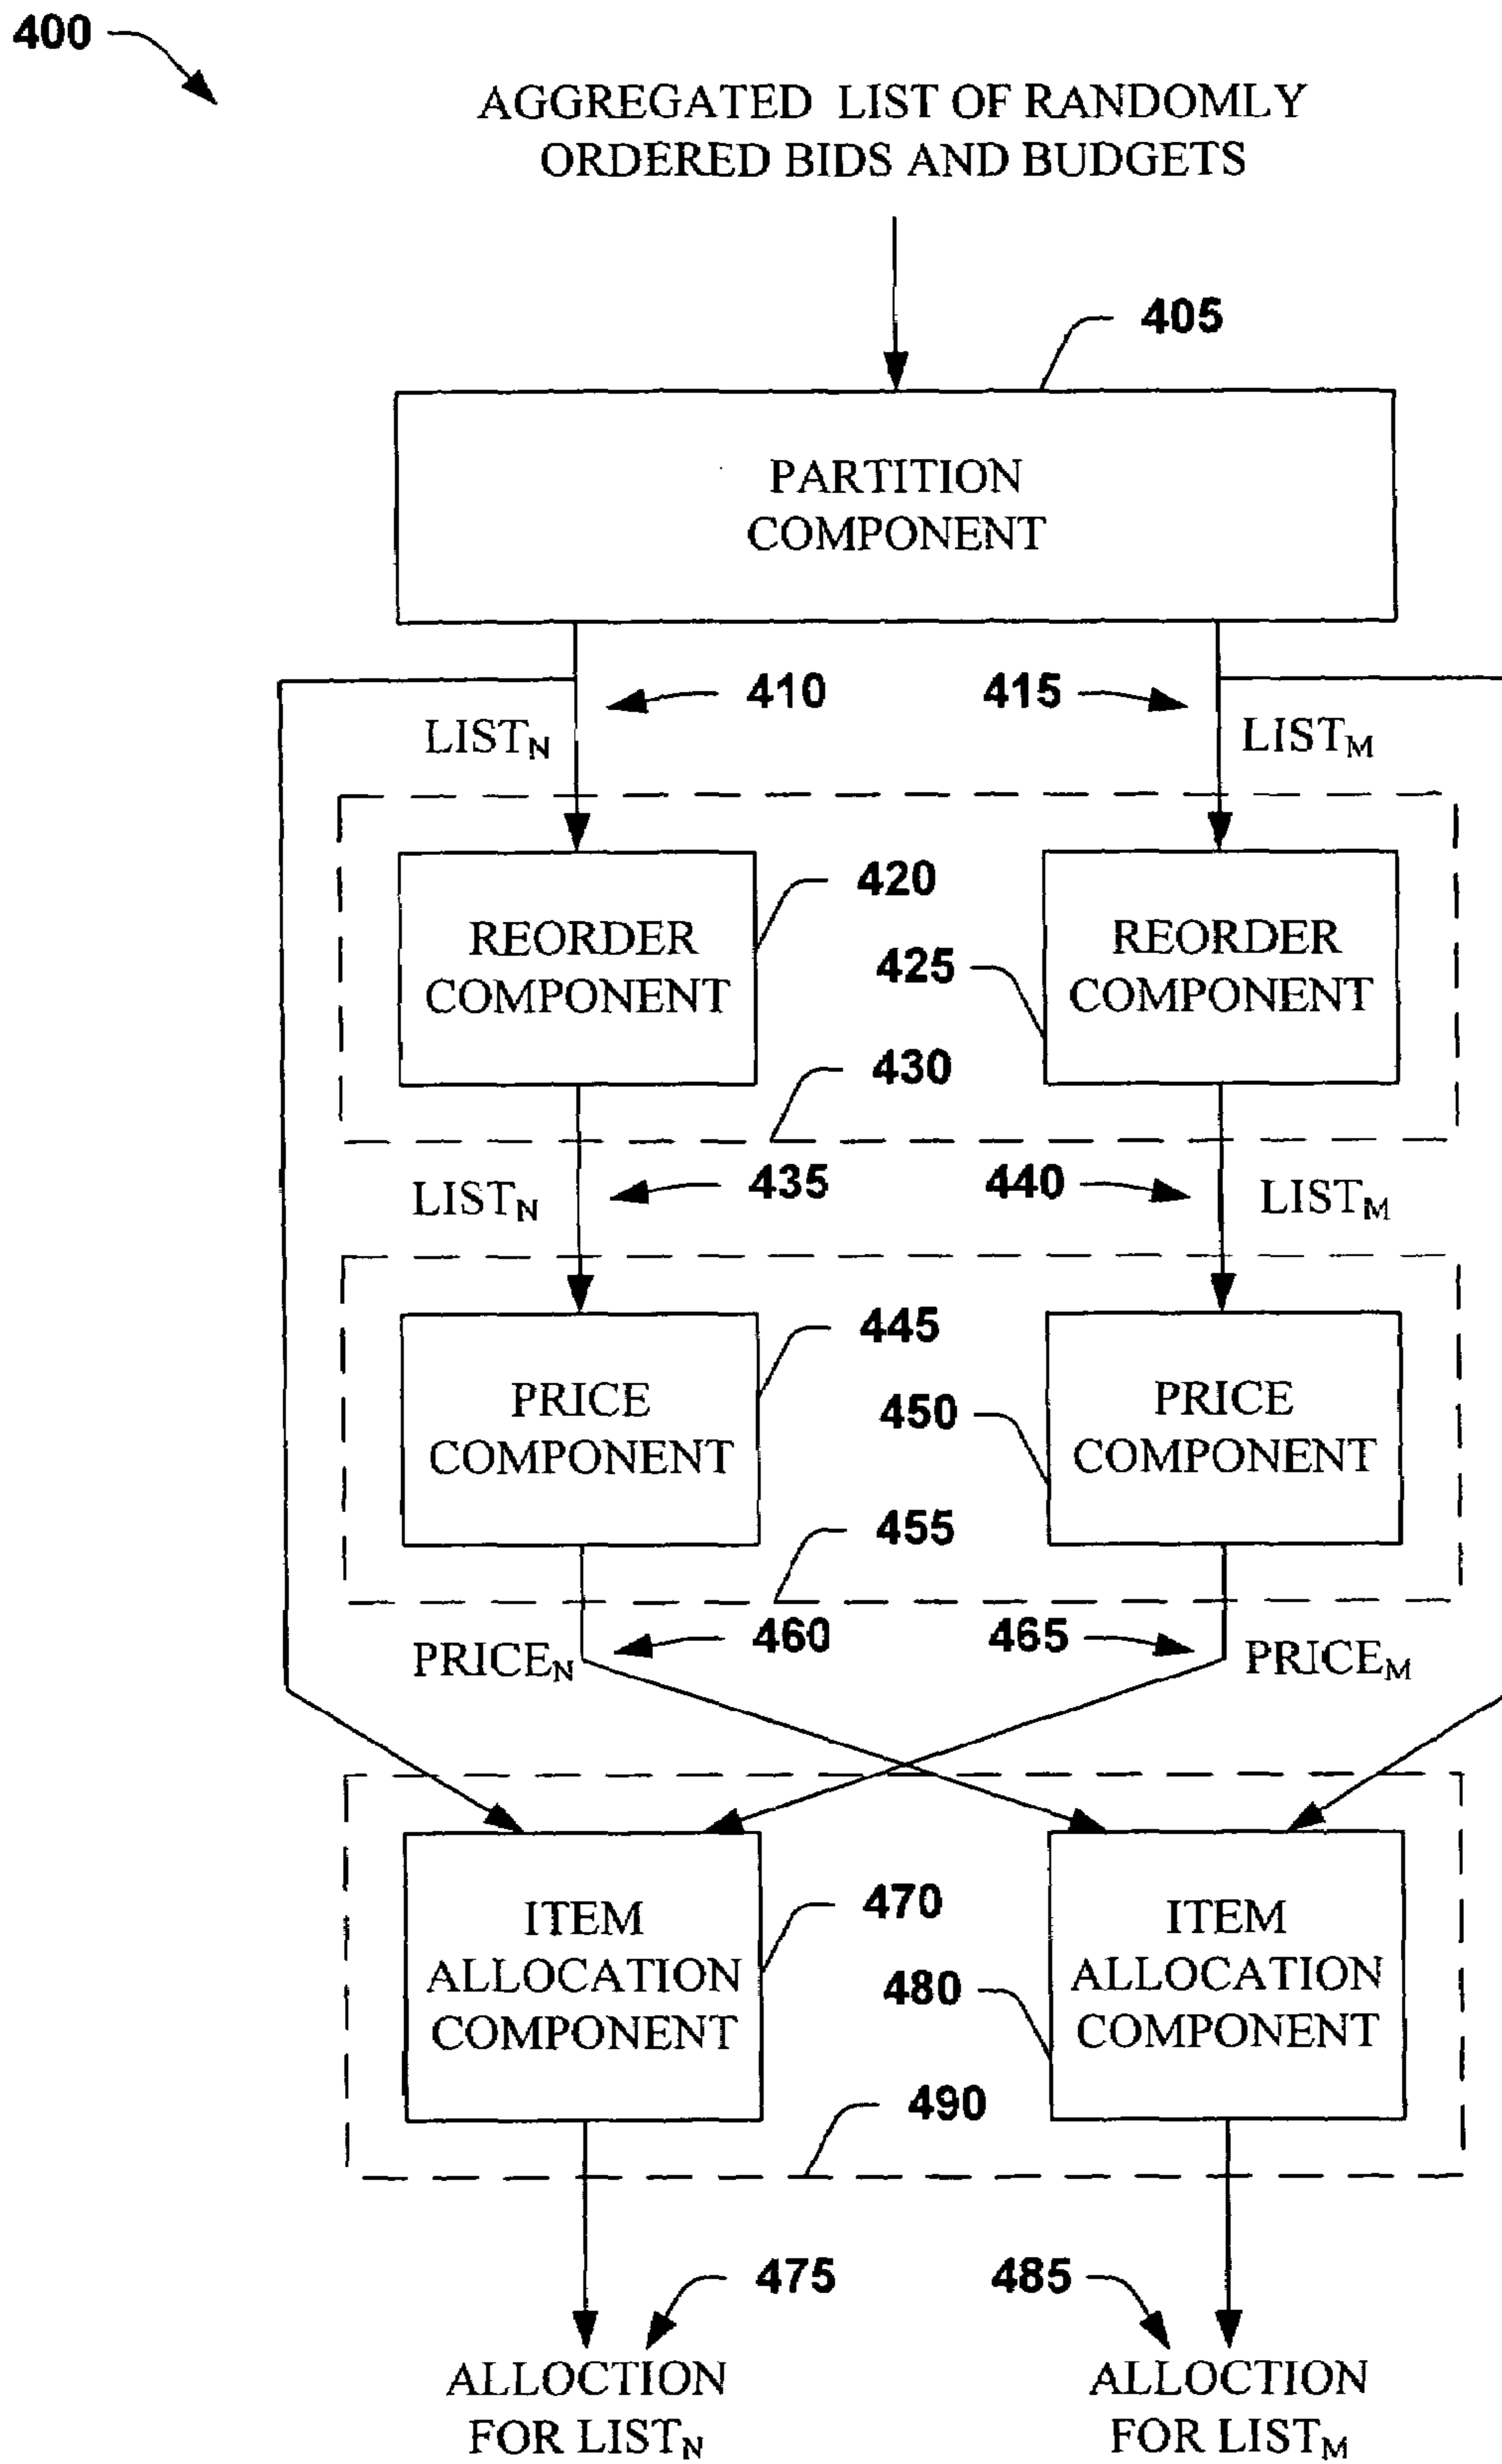 400
AGGREGATED LIST OF RANDOMLY
ORDERED BIDS AND BUDGETS
405
PARTITION
COMPONENT
410
415
LISTN
LISTM
420
REORDER
COMPONENT
REORDER
COMPONENT
425
430
435
440
LISTN
LISTM
445
PRICE
COMPONENT
PRICE
COMPONENT
450
455
460
465
PRICEN
PRICEM
470
ITEM
ALLOCATION
COMPONENT
ITEM
ALLOCATION
COMPONENT
480
490
475
485
ALLOCTION
FOR LISTN
ALLOCTION
FOR LISTM